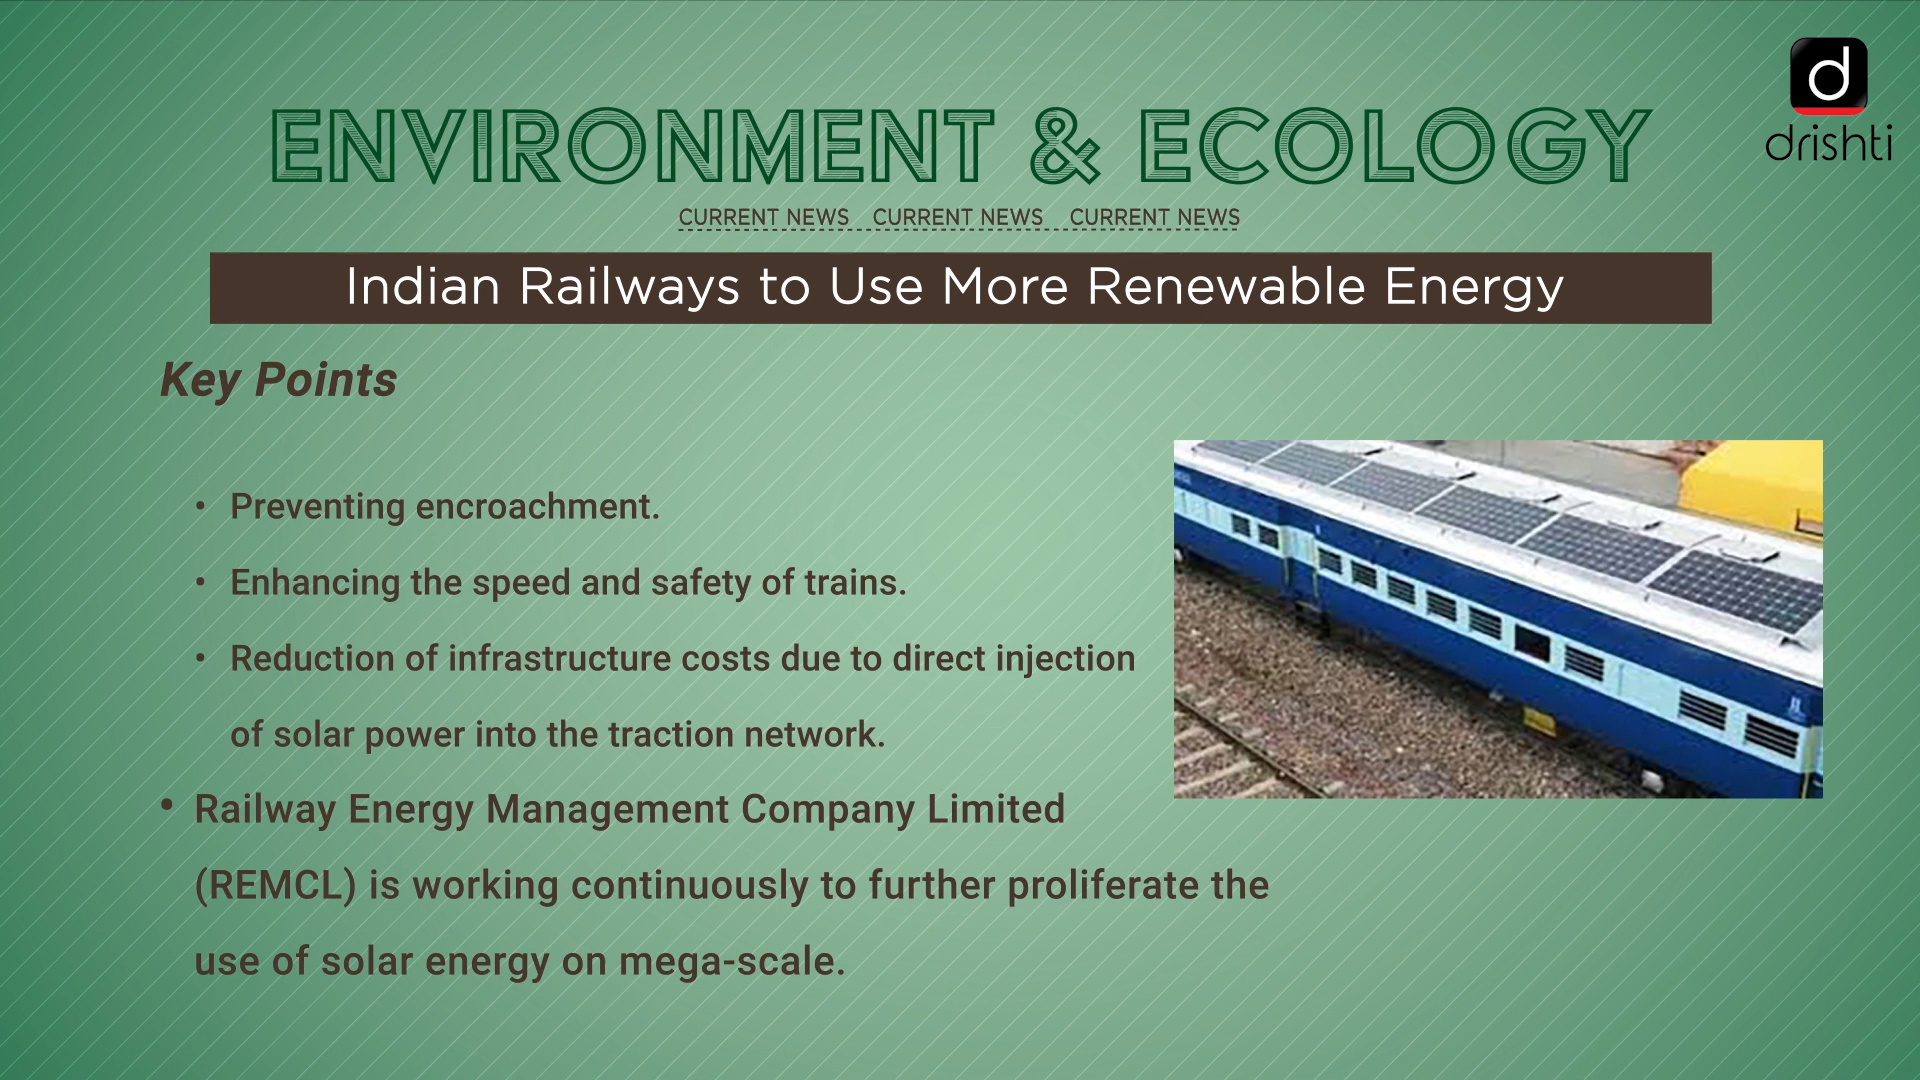 d
drishti
ENVIRONMENT & ECOLOGY
CURRENT NEWS CURRENT NEWS CURRENT NEWS
Indian Railways to Use More Renewable Energy
Key Points
• Preventing encroachment.
• Enhancing the speed and safety of trains.
• Reduction of infrastructure costs due to direct injection
of solar power into the traction network.
• Railway Energy Management Company Limited
(REMCL) is working continuously to further proliferate the
use of solar energy on mega-scale.